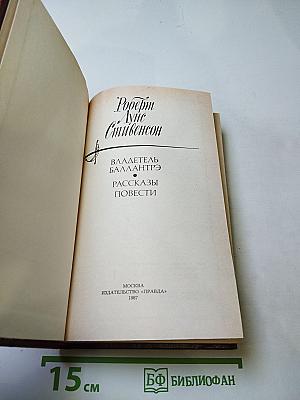 Роберт
Луис
Стивенсон
ВЛАДЕТЕЛЬ
БАЛЛАНТРЭ
•
РАССКАЗЫ
ПОВЕСТИ
МОСКВА
ИЗДАТЕЛЬСТВО «ПРАВДА»
1987
15 см
БФ БИБЛИОФАН